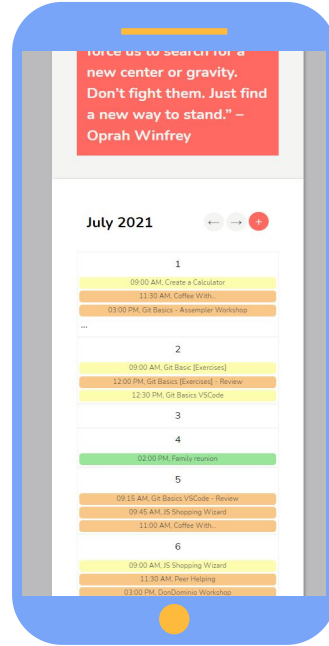 force us to search for a
new center or gravity.
Don't fight them. Just find
a new way to stand.” –
Oprah Winfrey
July 2021
← → +
1
09:00 AM, Create a Calculator
11:30 AM, Coffee With...
03:00 PM, Git Basics - Assempler Workshop
...
2
09:00 AM, Git Basic [Exercises]
12:00 PM, Git Basics [Exercises] - Review
12:30 PM, Git Basics VSCode
3
4
02:00 PM, Family reunion
5
09:15 AM, Git Basics VSCode - Review
09:45 AM, JS Shopping Wizard
11:00 AM, Coffee With...
6
09:00 AM, JS Shopping Wizard
11:30 AM, Peer Helping
03:00 PM, DonDominio Workshop